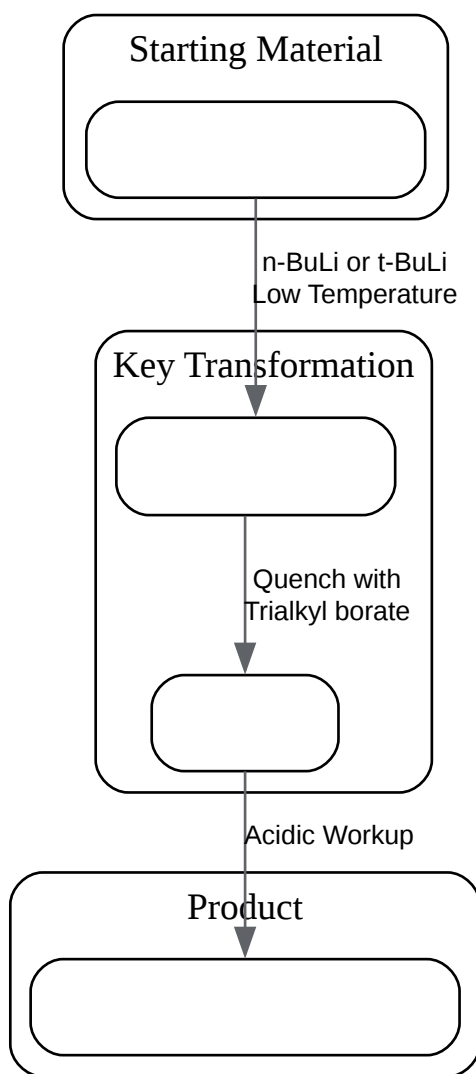 Starting Material
n-BuLi or t-BuLi
Low Temperature
Key Transformation
Quench with
Trialkyl borate
Acidic Workup
Product